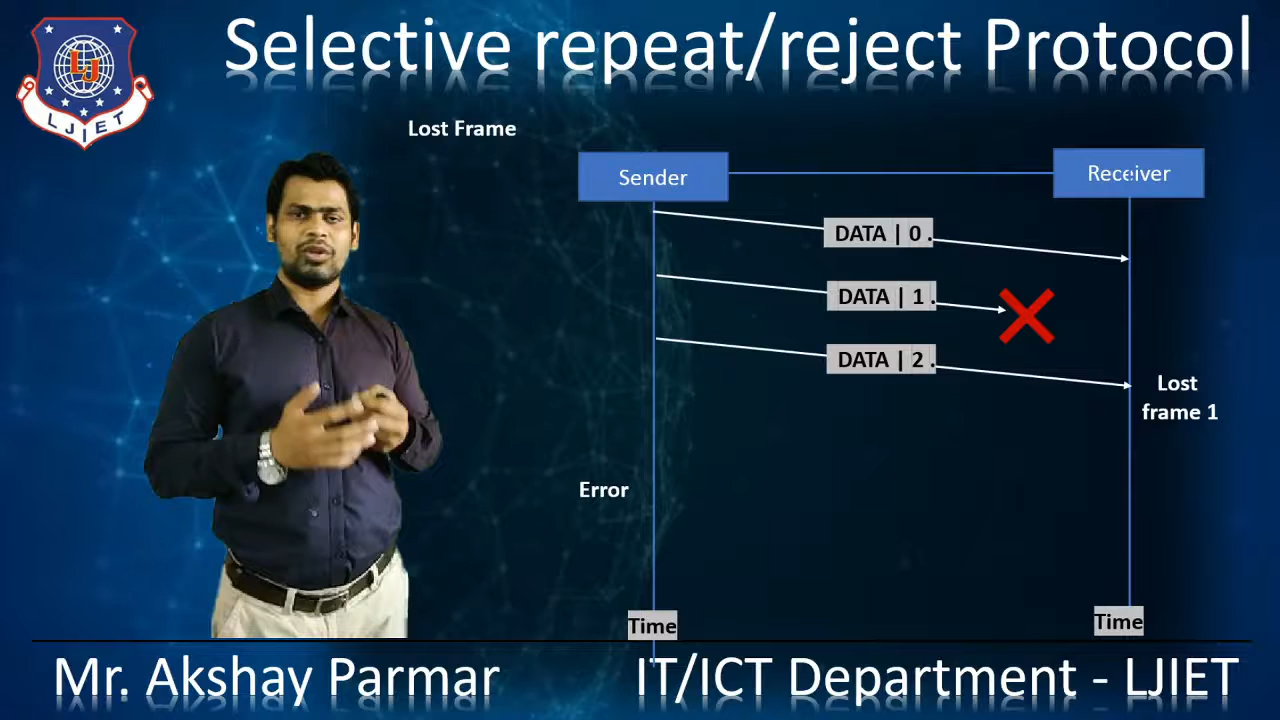 Selective repeat/reject Protocol
LJ
LJIET
Lost Frame
Sender
Receiver
DATA | 0 .
DATA | 1 .
DATA | 2 .
Lost
frame 1
Error
Time
Time
Mr. Akshay Parmar
IT/ICT Department - LJIET